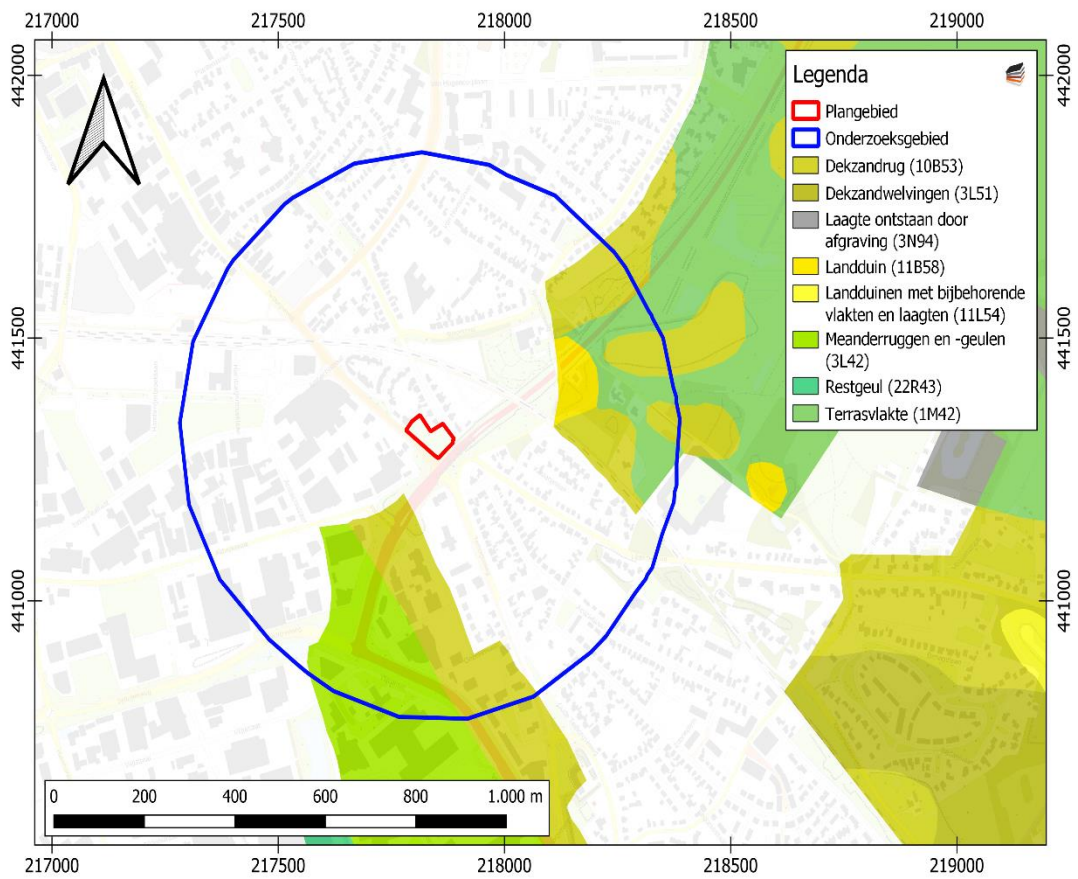 217000 217500 218000 218500 219000
442000 442000
Legenda
Plangebied
Onderzoeksgebied
Dekzandrug (10B53)
Dekzandwelvingen (3L51)
Laagte ontstaan door
afgraving (3N94)
Landduin (11B58)
Landduinen met bijbehorende
vlakten en laagten (11L54)
Meanderruggen en -geulen
(3L42)
Restgeul (22R43)
Terrasvlakte (1M42)
441500 441500
441000 441000
0 200 400 600 800 1.000 m
217000 217500 218000 218500 219000